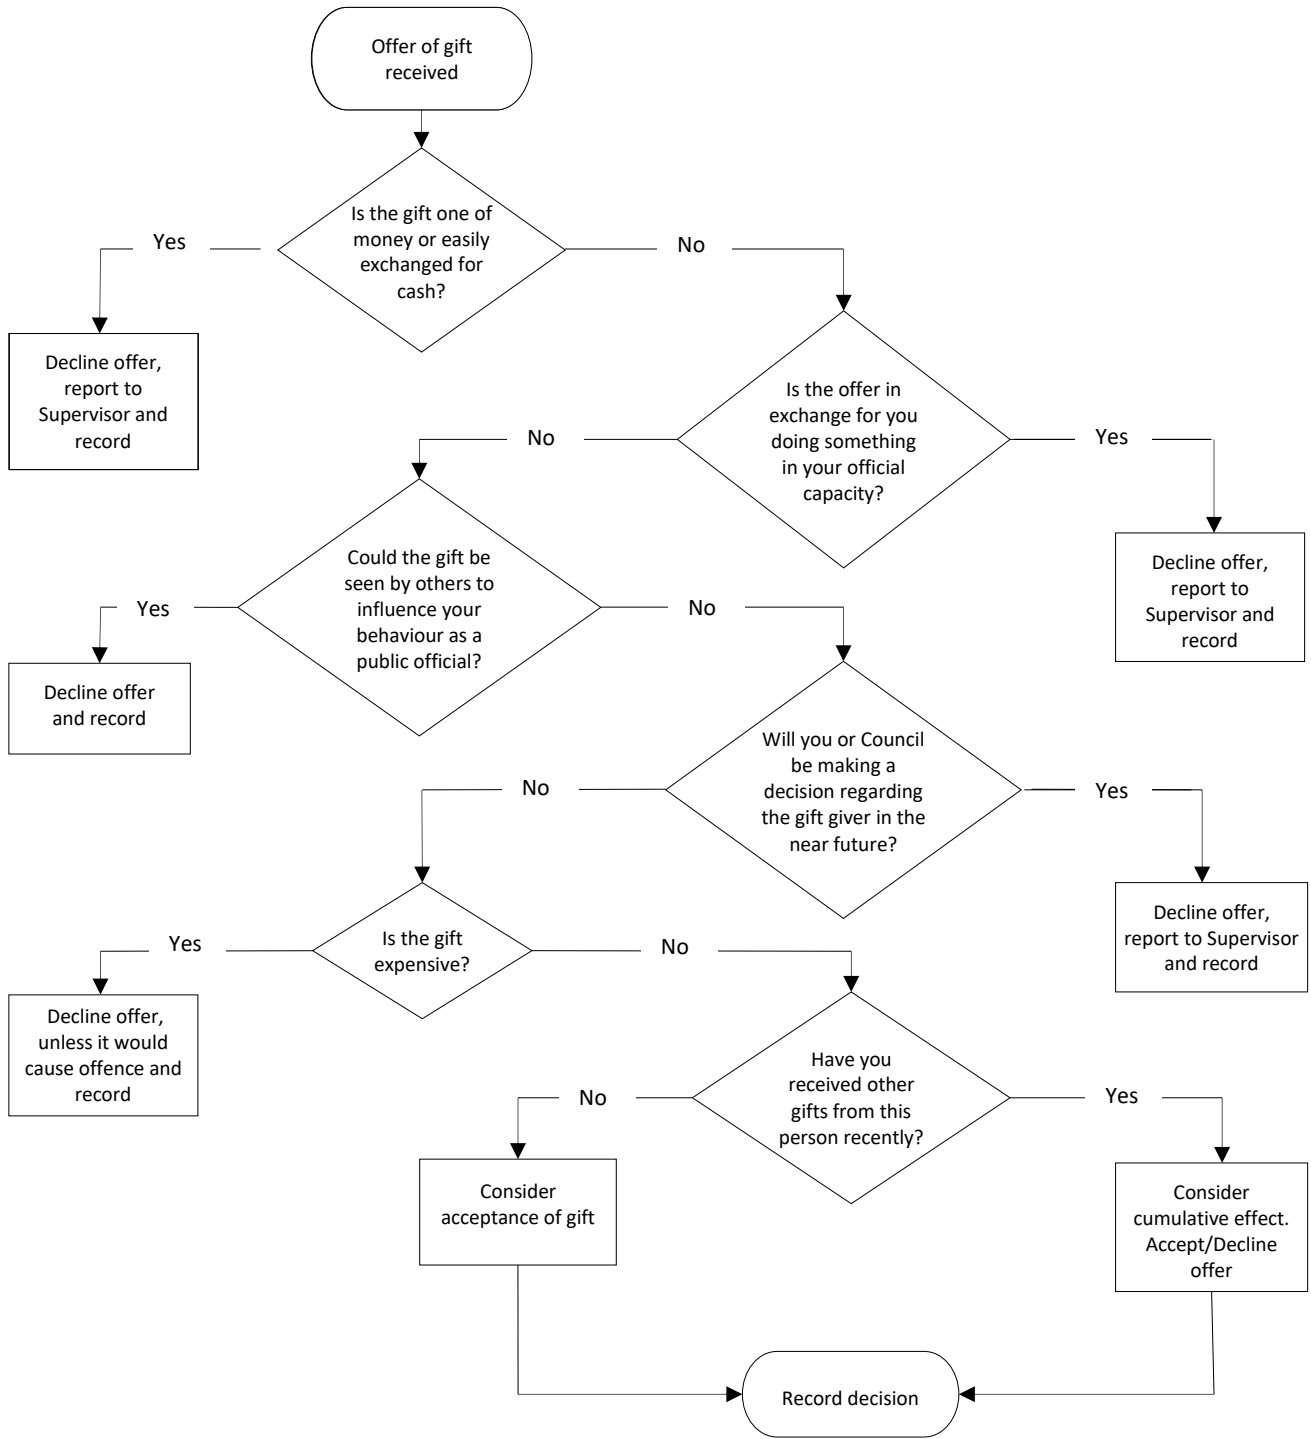 Offer of gift
received
Is the gift one of
money or easily
exchanged for
cash?
Yes
No
Decline offer,
report to
Supervisor and
record
Is the offer in
exchange for you
doing something
in your official
capacity?
No
Yes
Decline offer,
report to
Supervisor and
record
Could the gift be
seen by others to
influence your
behaviour as a
public official?
Yes
No
Decline offer
and record
Will you or Council
be making a
decision regarding
the gift giver in the
near future?
No
Yes
Decline offer,
report to Supervisor
and record
Is the gift
expensive?
Yes
No
Decline offer,
unless it would
cause offence and
record
Have you
received other
gifts from this
person recently?
No
Yes
Consider
acceptance of gift
Consider
cumulative effect.
Accept/Decline
offer
Record decision